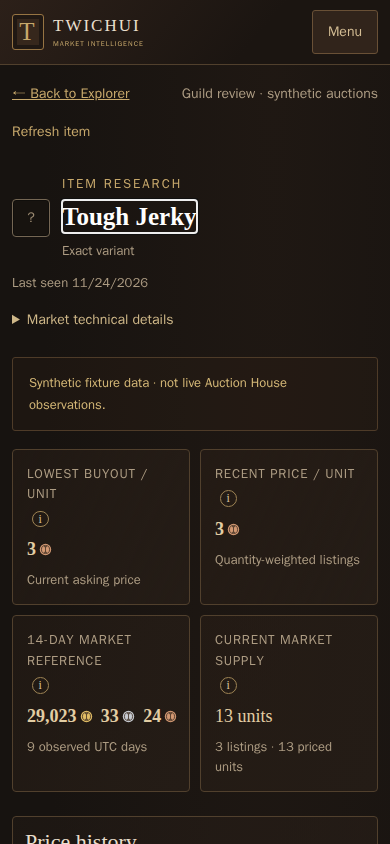 T TWICHUI
MARKET INTELLIGENCE
Menu
← Back to Explorer
Guild review · synthetic auctions
Refresh item
ITEM RESEARCH
?
Tough Jerky
Exact variant
Last seen 11/24/2026
▶ Market technical details
Synthetic fixture data · not live Auction House
observations.
LOWEST BUYOUT /
UNIT
i
3
Current asking price
RECENT PRICE / UNIT
i
3
Quantity-weighted listings
14-DAY MARKET
REFERENCE
i
29,023 33 24
9 observed UTC days
CURRENT MARKET
SUPPLY
i
13 units
3 listings · 13 priced
units
Price history